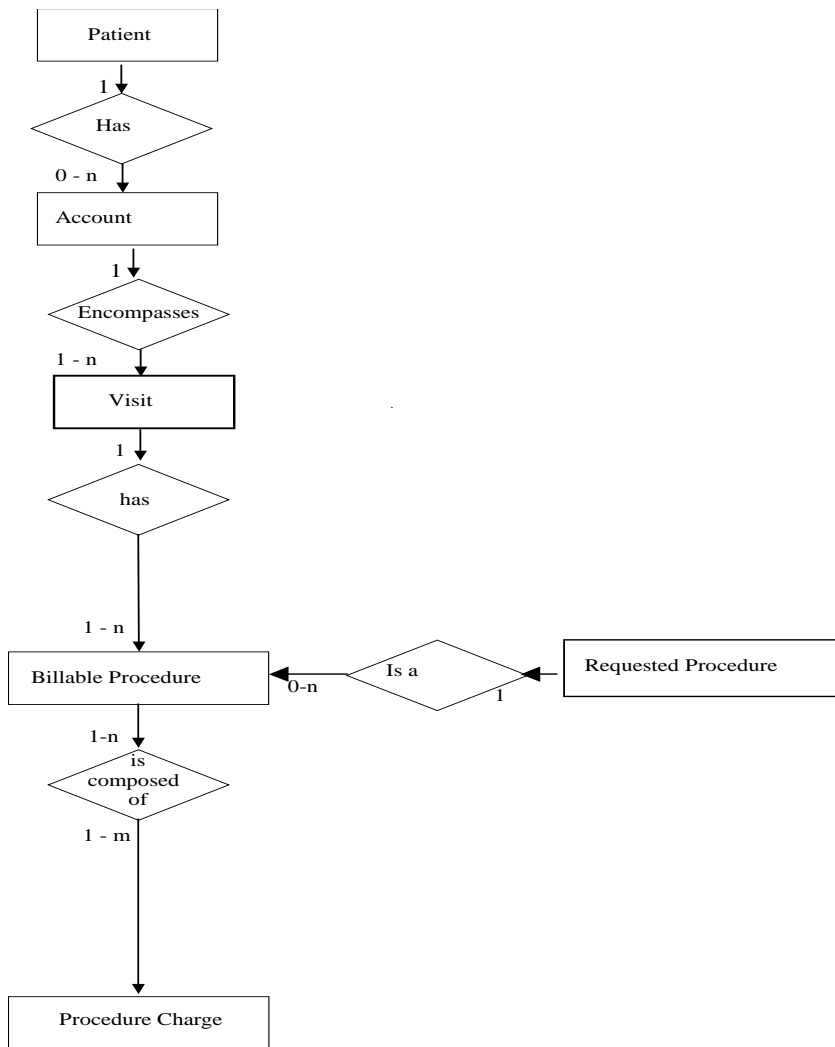 Patient
1
Has
0 - n
Account
1
Encompasses
1 - n
Visit
1
has
1 - n
Billable Procedure
0-n
Is a
1
Requested Procedure
1-n
is
composed
of
1 - m
Procedure Charge